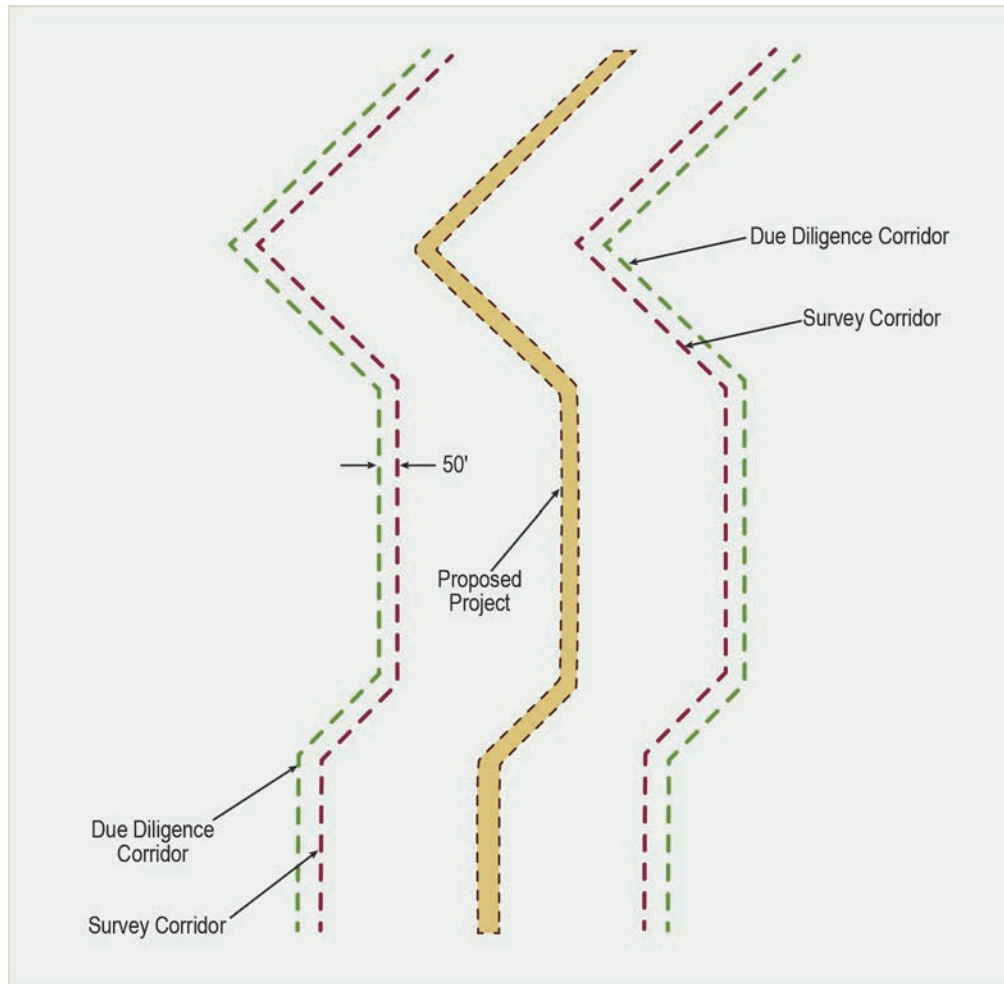 Due Diligence Corridor
Survey Corridor
50'
Proposed
Project
Due Diligence
Corridor
Survey Corridor